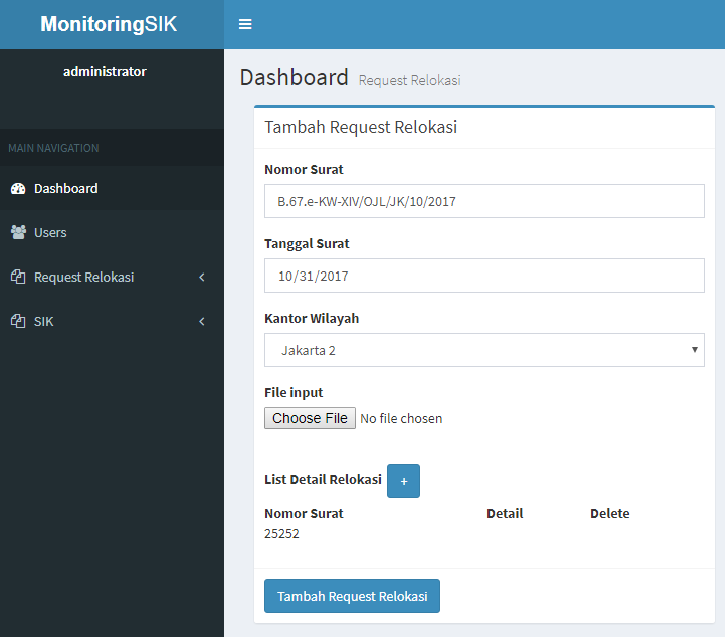 MonitoringSIK
administrator
MAIN NAVIGATION
Dashboard
Users
Request Relokasi
SIK
Dashboard Request Relokasi
Tambah Request Relokasi
Nomor Surat
B.67.e-KW-XIV/OJL/JK/10/2017
Tanggal Surat
10/31/2017
Kantor Wilayah
Jakarta 2
File input
Choose File No file chosen
List Detail Relokasi +
Nomor Surat Detail Delete
25252
Tambah Request Relokasi